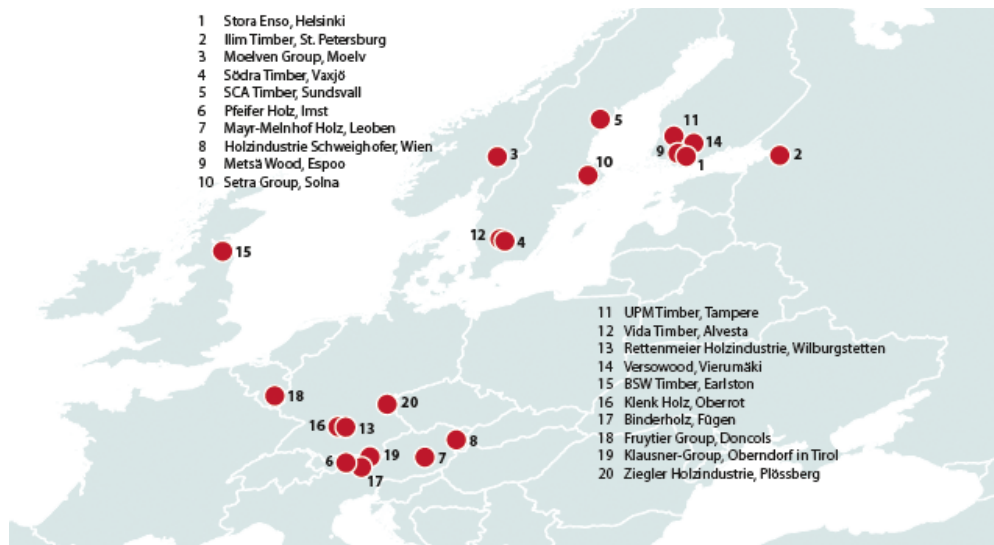 1 Stora Enso, Helsinki
2 Ilim Timber, St. Petersburg
3 Moelven Group, Moelv
4 Södra Timber, Vaxjö
5 SCA Timber, Sundsvall
6 Pfeifer Holz, Imst
7 Mayr-Melnhof Holz, Leoben
8 Holzindustrie Schweighofer, Wien
9 Metsä Wood, Espoo
10 Setra Group, Solna
5
11
14
9
1
2
3
10
12
4
15
11 UPM Timber, Tampere
12 Vida Timber, Alvesta
13 Rettenmeier Holzindustrie, Wilburgstetten
14 Versowood, Vierumäki
15 BSW Timber, Earlston
16 Klenk Holz, Oberrot
17 Binderholz, Fügen
18 Fruytier Group, Doncols
19 Klausner-Group, Oberndorf in Tirol
20 Ziegler Holzindustrie, Plössberg
18
20
16
13
8
19
7
6
17